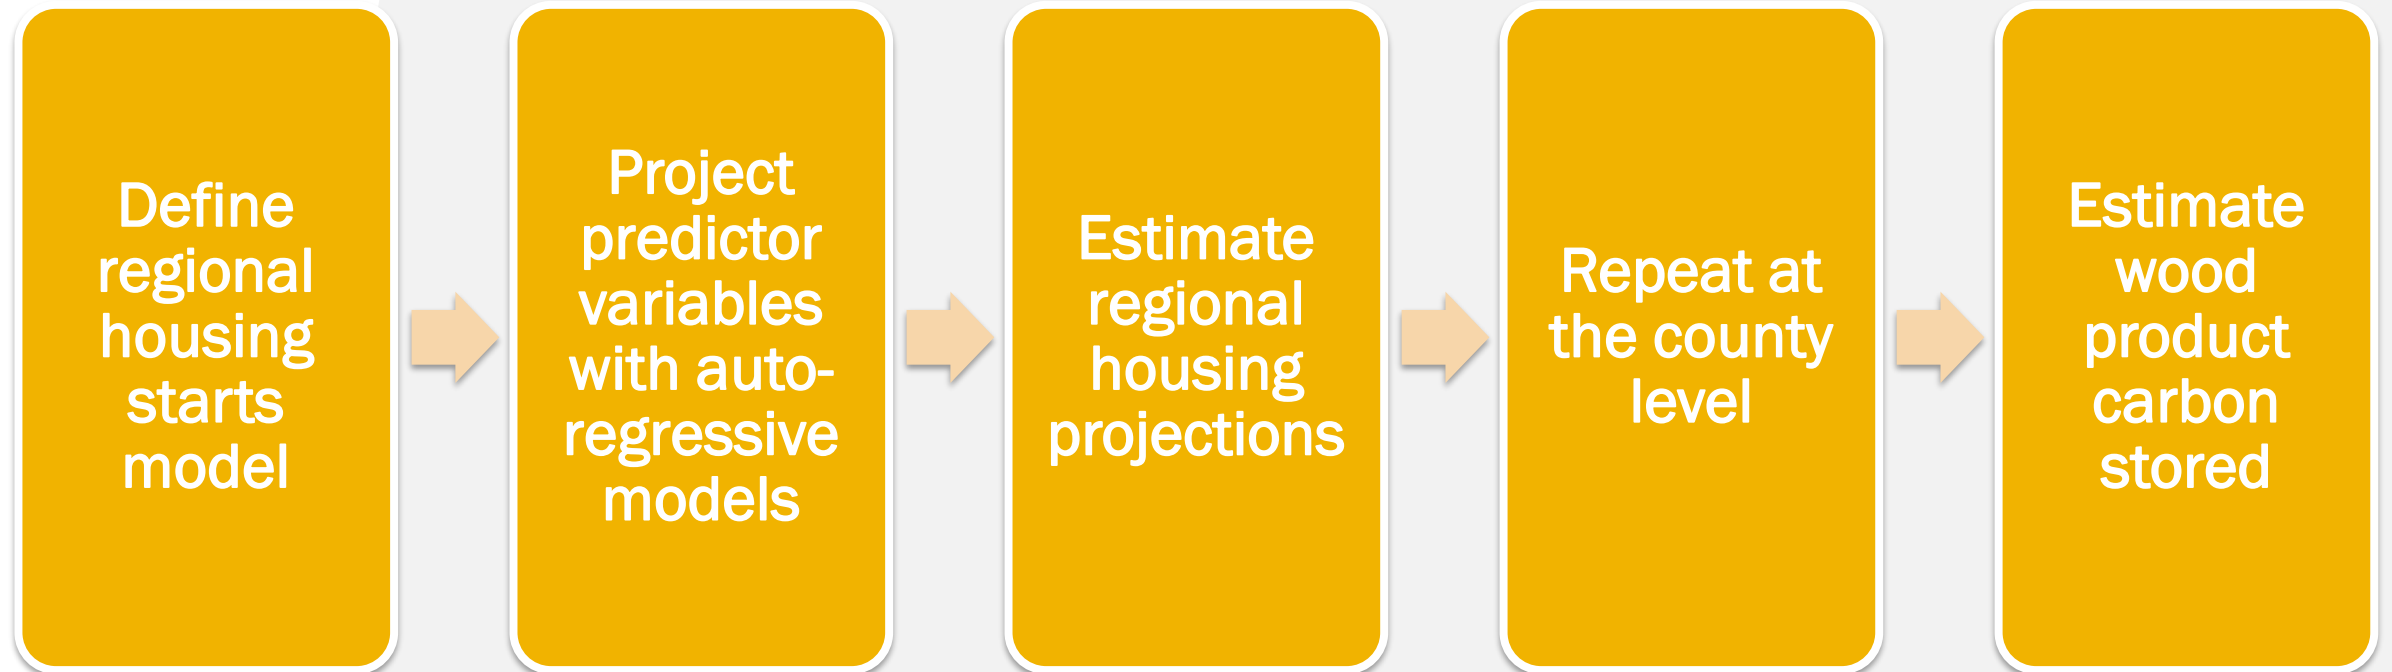 Define
regional
housing
starts
model
Project
predictor
variables
with auto-
regressive
models
Estimate
regional
housing
projections
Repeat at
the county
level
Estimate
wood
product
carbon
stored